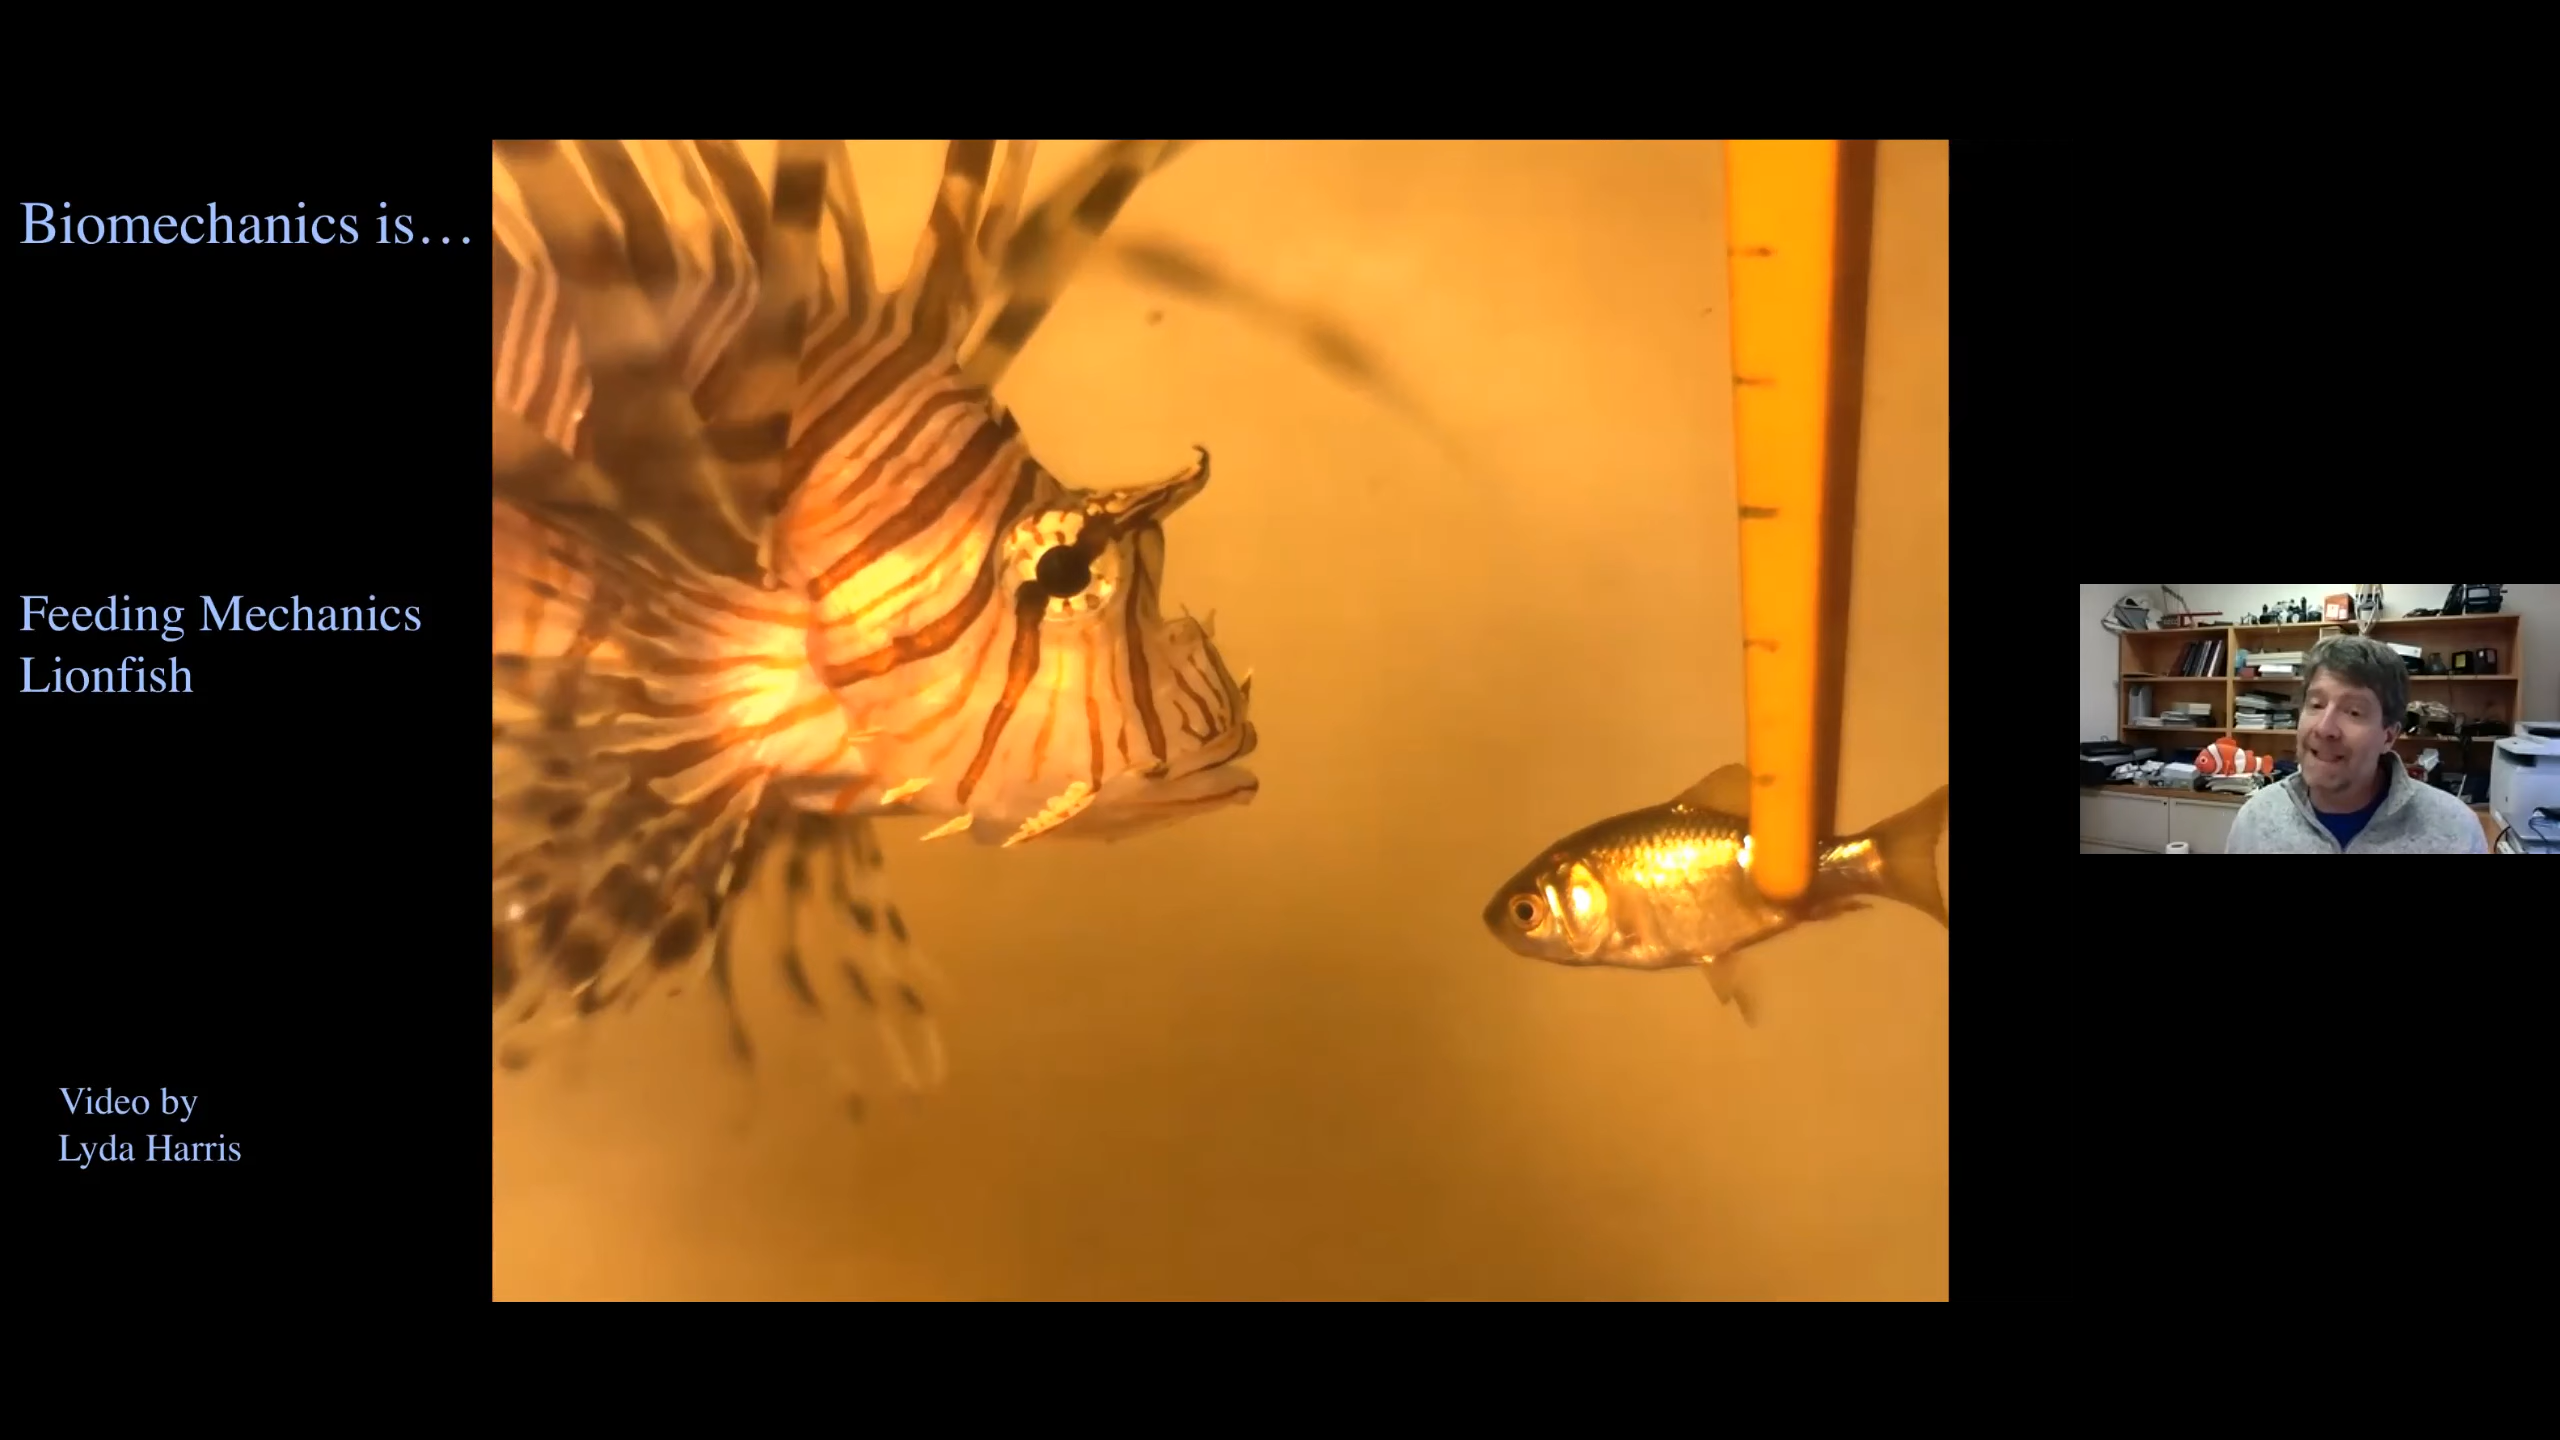 Biomechanics is…
Feeding Mechanics
Lionfish
Video by
Lyda Harris